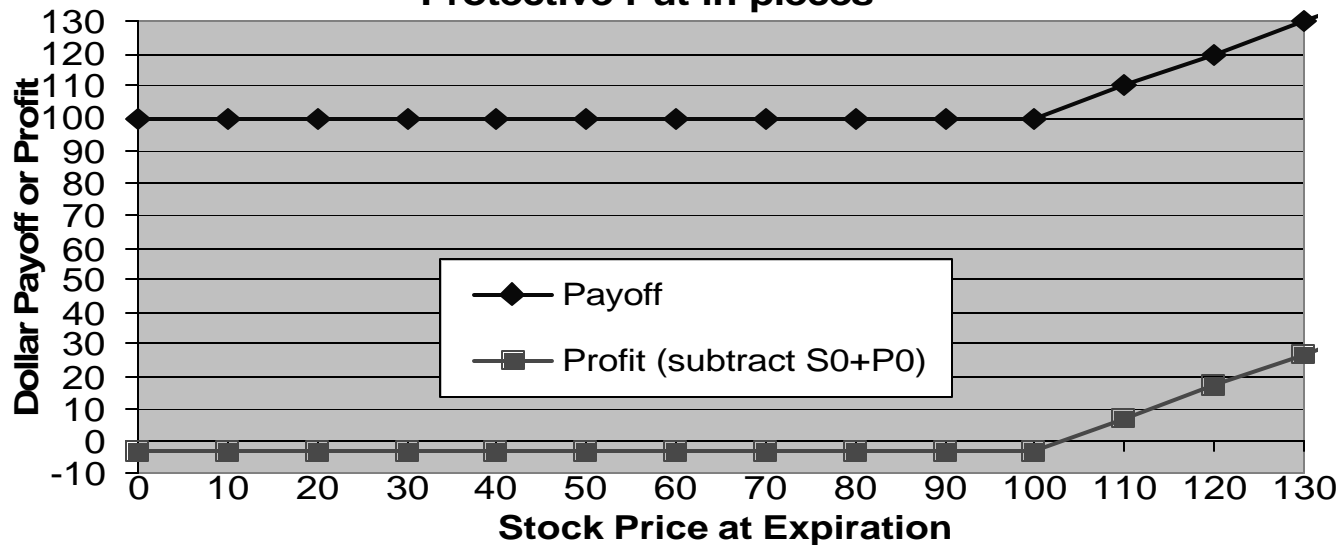 Protective Put in pieces
130
120
110
100
90
80
70
60
50
40
30
20
10
0
-10
Dollar Payoff or Profit
Payoff
Profit (subtract S0+P0)
0 10 20 30 40 50 60 70 80 90 100 110 120 130
Stock Price at Expiration